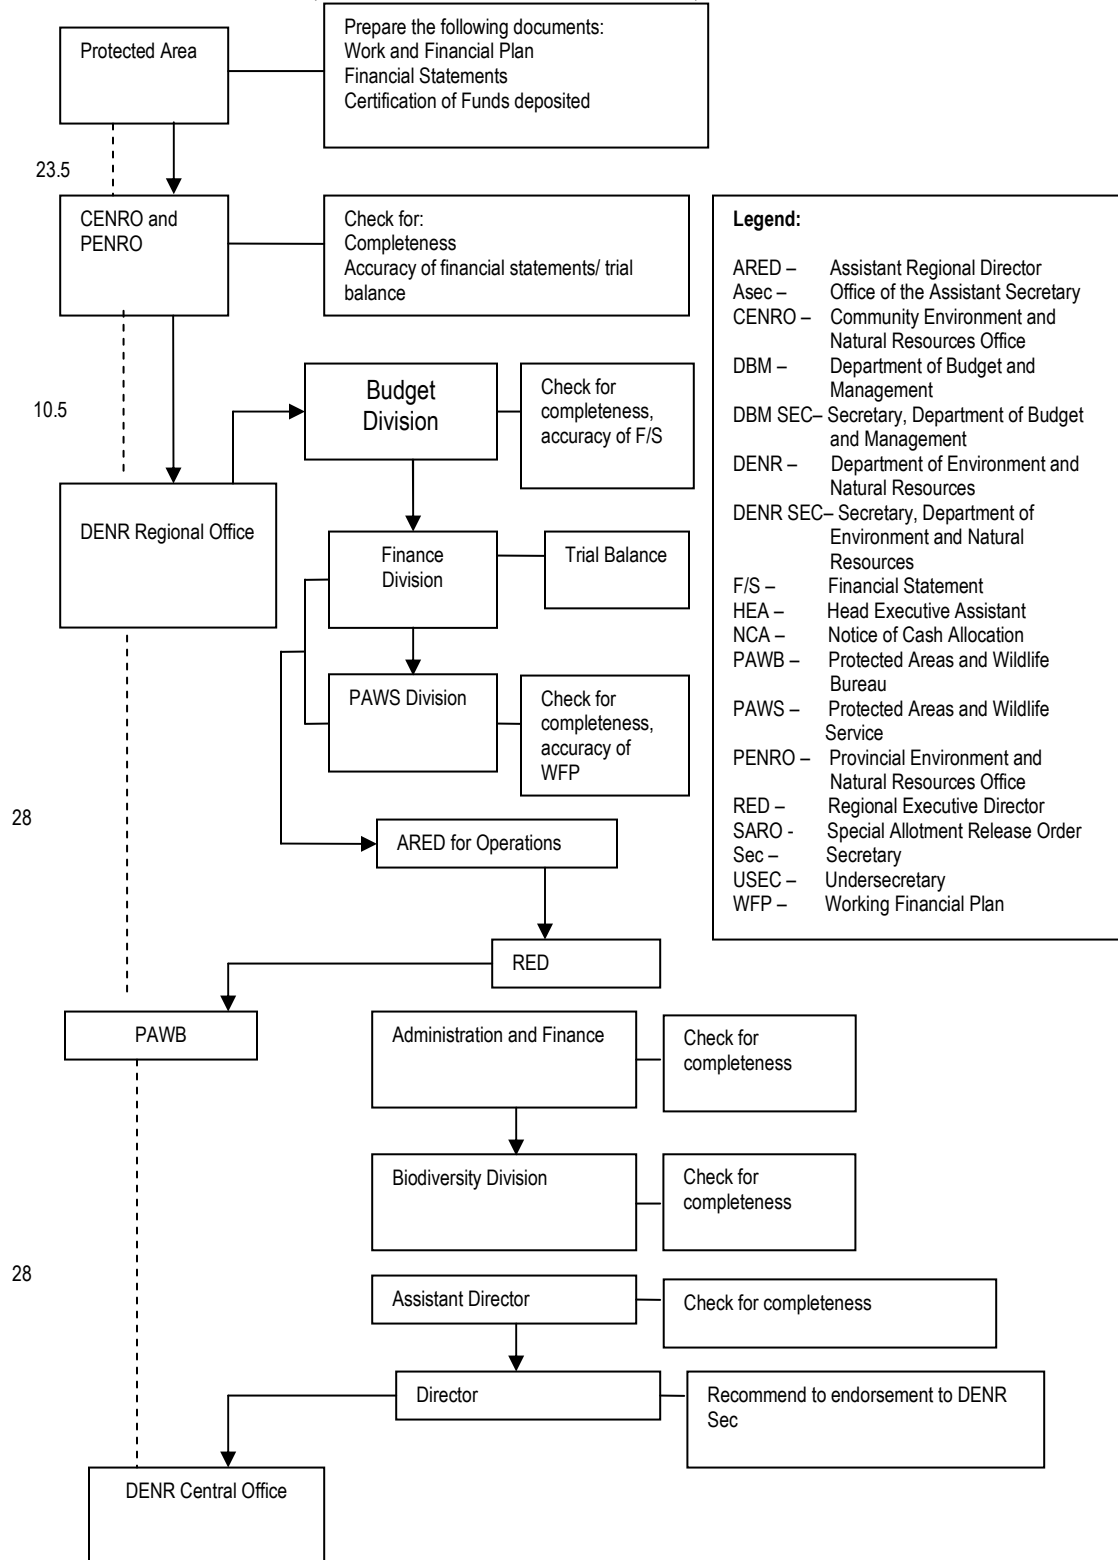 Protected Area
Prepare the following documents:
Work and Financial Plan
Financial Statements
Certification of Funds deposited
23.5
CENRO and
PENRO
Check for:
Completeness
Accuracy of financial statements/ trial
balance
10.5
Budget
Division
Check for
completeness,
accuracy of F/S
DENR Regional Office
Finance
Division
Trial Balance
PAWS Division
Check for
completeness,
accuracy of
WFP
28
ARED for Operations
RED
PAWB
Administration and Finance
Check for
completeness
Biodiversity Division
Check for
completeness
28
Assistant Director
Check for completeness
Director
Recommend to endorsement to DENR
Sec
DENR Central Office
Legend:
ARED – Assistant Regional Director
Asec – Office of the Assistant Secretary
CENRO – Community Environment and
Natural Resources Office
DBM – Department of Budget and
Management
DBM SEC– Secretary, Department of Budget
and Management
DENR – Department of Environment and
Natural Resources
DENR SEC– Secretary, Department of
Environment and Natural
Resources
F/S – Financial Statement
HEA – Head Executive Assistant
NCA – Notice of Cash Allocation
PAWB – Protected Areas and Wildlife
Bureau
PAWS – Protected Areas and Wildlife
Service
PENRO – Provincial Environment and
Natural Resources Office
RED – Regional Executive Director
SARO - Special Allotment Release Order
Sec – Secretary
USEC – Undersecretary
WFP – Working Financial Plan